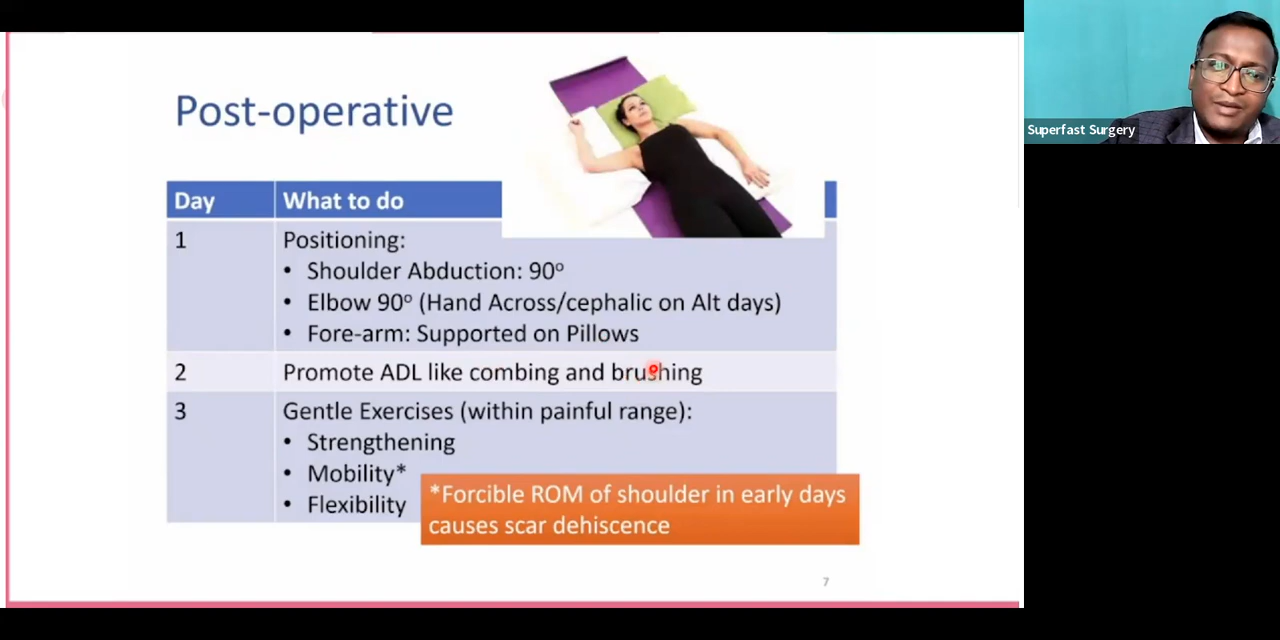 Post-operative
Superfast Surgery
Day What to do
1 Positioning:
• Shoulder Abduction: 90º
• Elbow 90º (Hand Across/cephalic on Alt days)
• Fore-arm: Supported on Pillows
2 Promote ADL like combing and brushing
3 Gentle Exercises (within painful range):
• Strengthening
• Mobility*
• Flexibility
*Forcible ROM of shoulder in early days
causes scar dehiscence
7